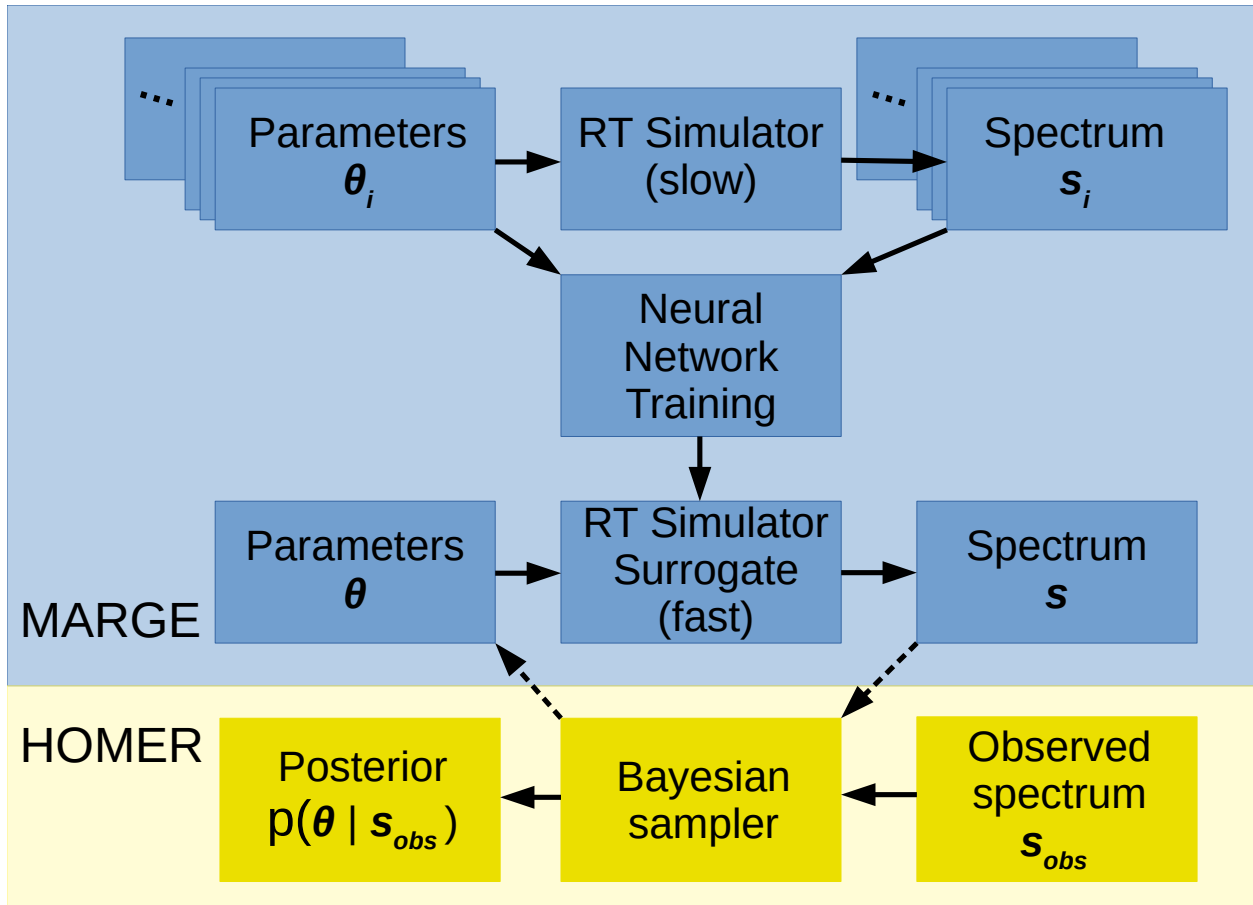 ...
...
Parameters
θi
RT Simulator
(slow)
Spectrum
si
Neural
Network
Training
Parameters
θ
RT Simulator
Surrogate
(fast)
Spectrum
s
MARGE
HOMER
Posterior
p(θ | sobs )
Bayesian
sampler
Observed
spectrum
sobs